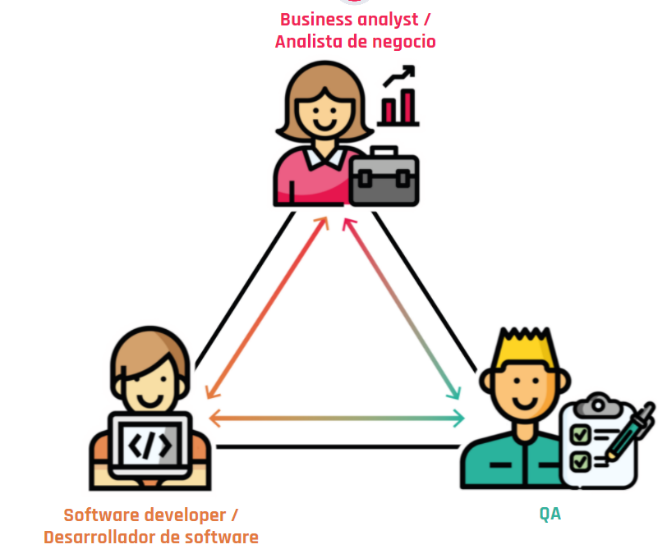 Business analyst /
Analista de negocio
</>
Software developer /
Desarrollador de software
QA